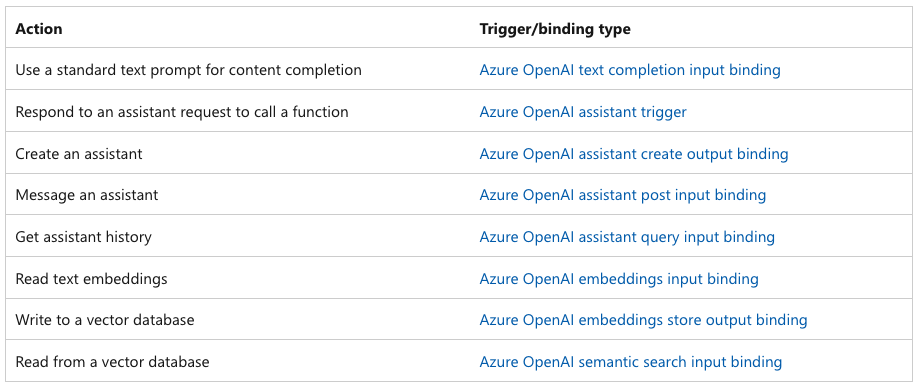 Action Trigger/binding type
Use a standard text prompt for content completion Azure OpenAI text completion input binding
Respond to an assistant request to call a function Azure OpenAI assistant trigger
Create an assistant Azure OpenAI assistant create output binding
Message an assistant Azure OpenAI assistant post input binding
Get assistant history Azure OpenAI assistant query input binding
Read text embeddings Azure OpenAI embeddings input binding
Write to a vector database Azure OpenAI embeddings store output binding
Read from a vector database Azure OpenAI semantic search input binding